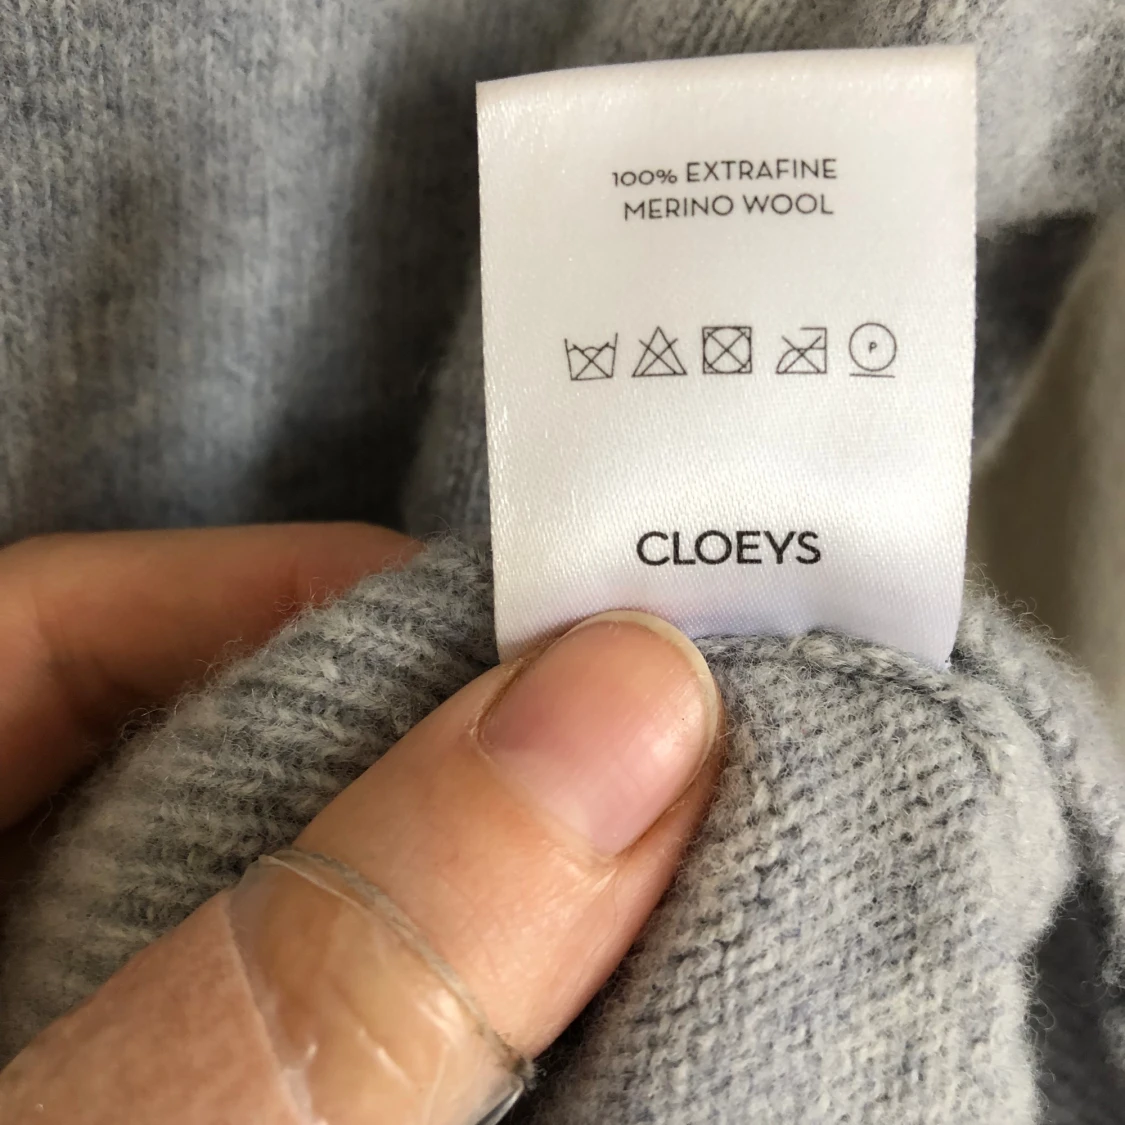 100% EXTRAFINE
MERINO WOOL
P
CLOEYS